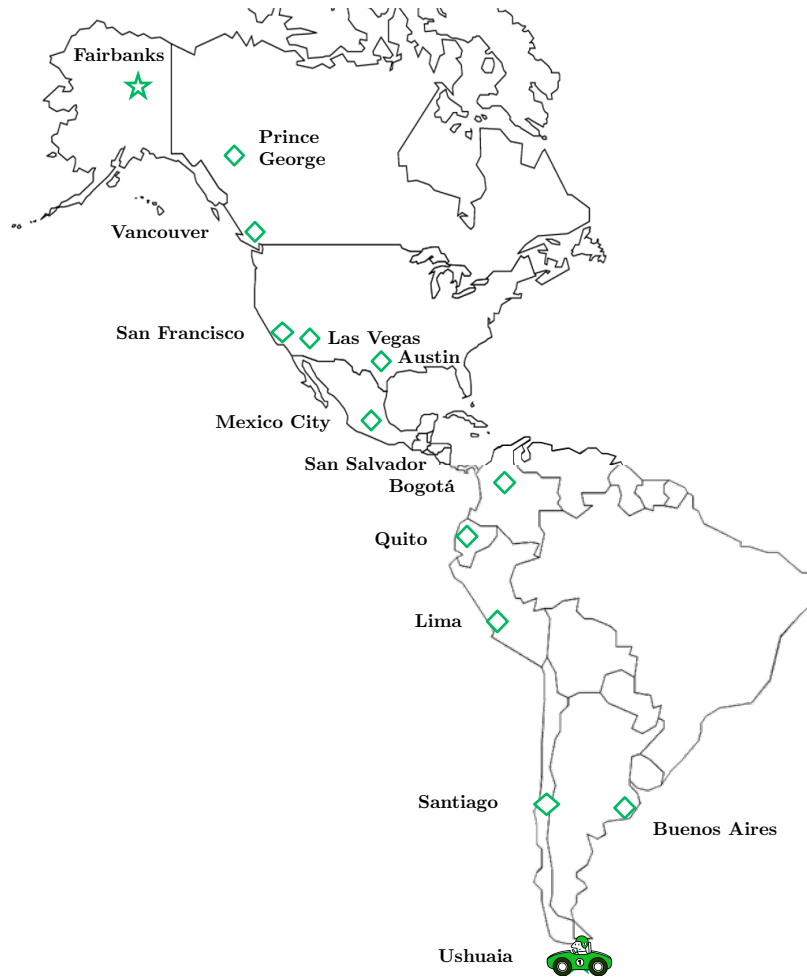 Fairbanks
Prince
George
Vancouver
San Francisco
Las Vegas
Austin
Mexico City
San Salvador
Bogotá
Quito
Lima
Santiago
Buenos Aires
Ushuaia
1